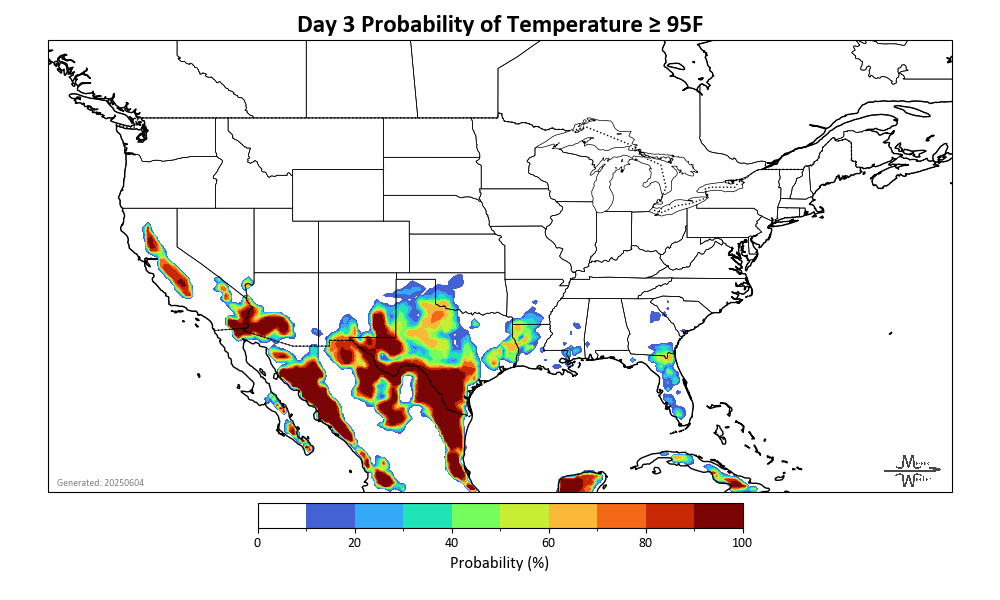 Day 3 Probability of Temperature ≥ 95F
Generated: 20250604
0 20 40 60 80 100
Probability (%)